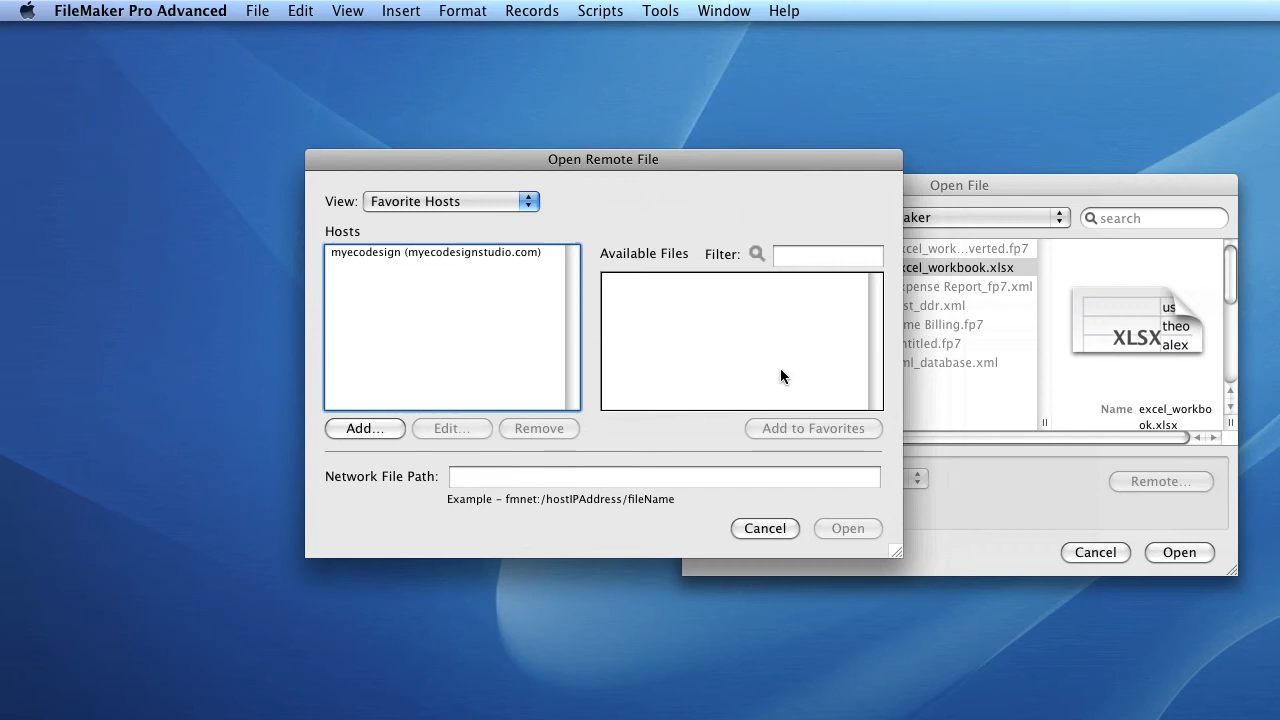 FileMaker Pro Advanced File Edit View Insert Format Records Scripts Tools Window Help
Open Remote File
View: Favorite Hosts
Hosts
myecodesign (myecodesignstudio.com)
Available Files Filter:
Add... Edit... Remove
Add to Favorites
Network File Path:
Example – fmnet:/hostIPAddress/fileName
Cancel Open
Open File
aker
search
xcel_work...verted.fp7
xcel_workbook.xlsx
pense Report_fp7.xml
st_ddr.xml
me Billing.fp7
ntitled.fp7
ml_database.xml
us
theo
alex
XLSX
Name excel_workbo
ok.xlsx
Remote...
Cancel Open